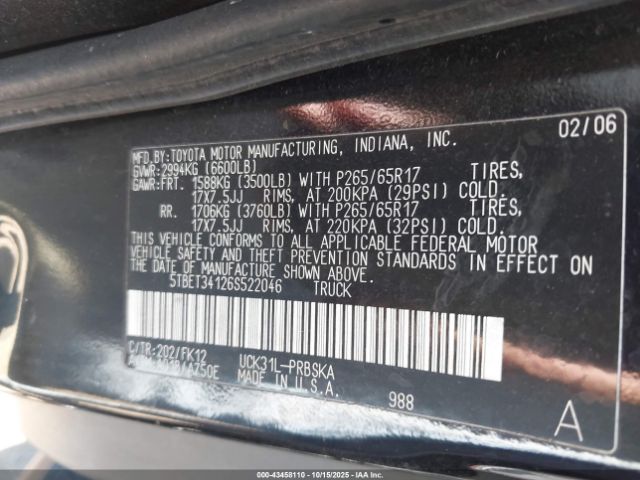 02/06
MFD.BY:TOYOTA MOTOR MANUFACTURING, INDIANA, INC.
GVWR:2994KG (6600LB)
GAWR:FRT. 1588KG (3500LB) WITH P265/65R17 TIRES,
17X7.5JJ RIMS, AT 200KPA (29PSI) COLD.
RR. 1706KG (3760LB) WITH P265/65R17 TIRES,
17X7.5JJ RIMS, AT 220KPA (32PSI) COLD.
THIS VEHICLE CONFORMS TO ALL APPLICABLE FEDERAL MOTOR
VEHICLE SAFETY AND THEFT PREVENTION STANDARDS IN EFFECT ON
THE DATE OF MANUFACTURE SHOWN ABOVE.
5TBET34126S522046 TRUCK
C/TR:202/FK12 UCK31L-PRBSKA
/A750F MADE IN U.S.A.
988
A
000-43458110 - 10/15/2025 - IAA, Inc.